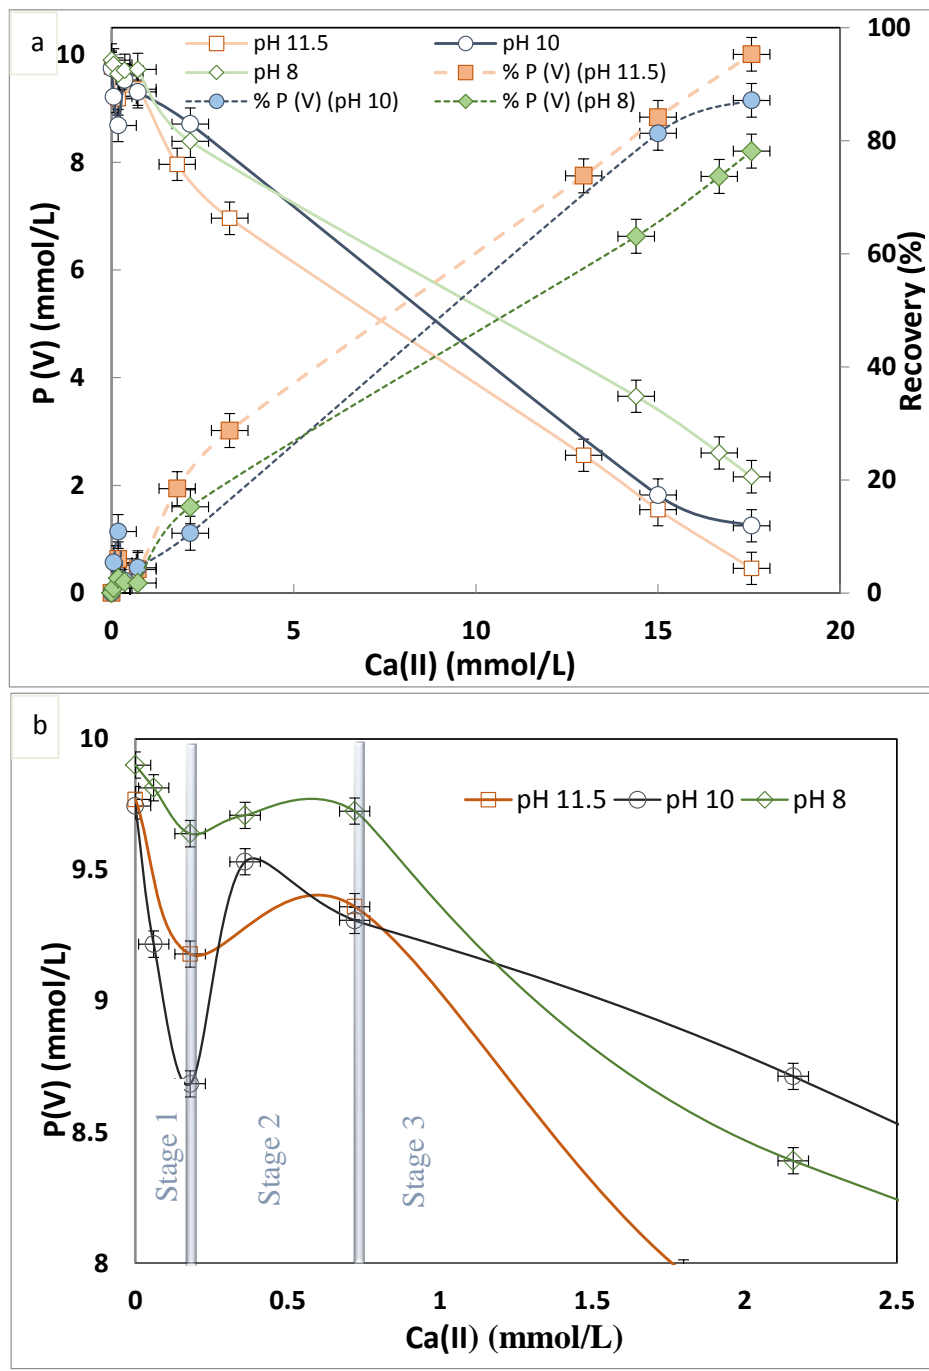 a
pH 11.5
pH 10
pH 8
% P (V) (pH 11.5)
% P (V) (pH 10)
% P (V) (pH 8)
10
8
6
4
2
0
P (V) (mmol/L)
100
80
60
40
20
0
Recovery (%)
0
5
10
15
20
Ca(II) (mmol/L)
b
pH 11.5
pH 10
pH 8
10
9.5
9
8.5
8
P(V) (mmol/L)
Stage 1
Stage 2
Stage 3
0
0.5
1
1.5
2
2.5
Ca(II) (mmol/L)